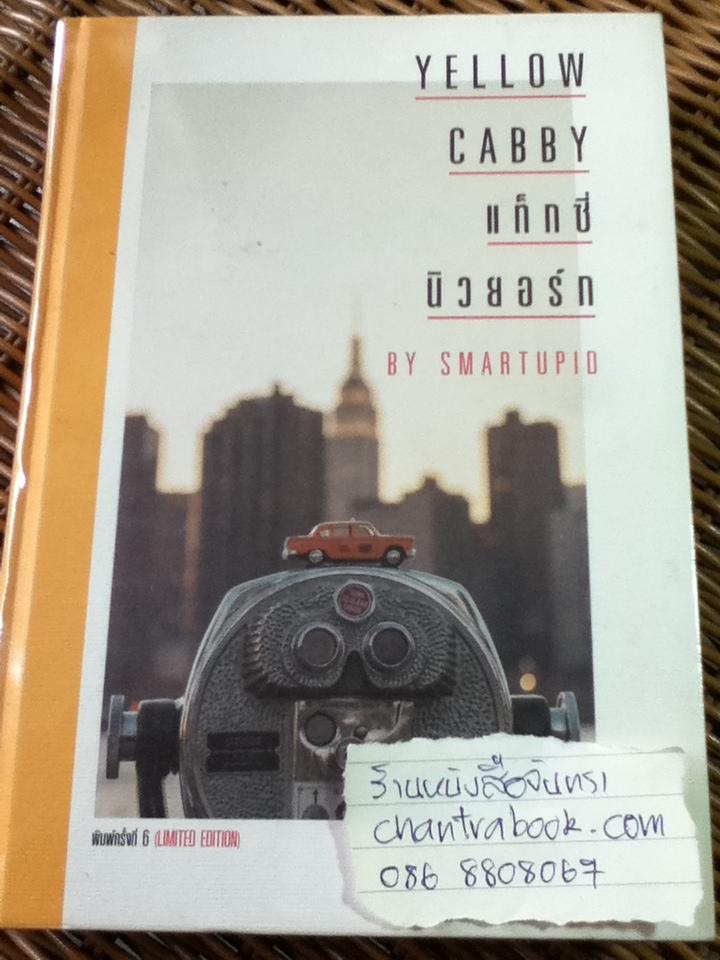 YELLOW
CABBY
แท็กซี่
นิวยอร์ก
BY SMARTUPID
พิมพ์ครั้งที่ 6 (LIMITED EDITION)
ร้านหนังสือจันทรา
chantrabook.com
086 8808067